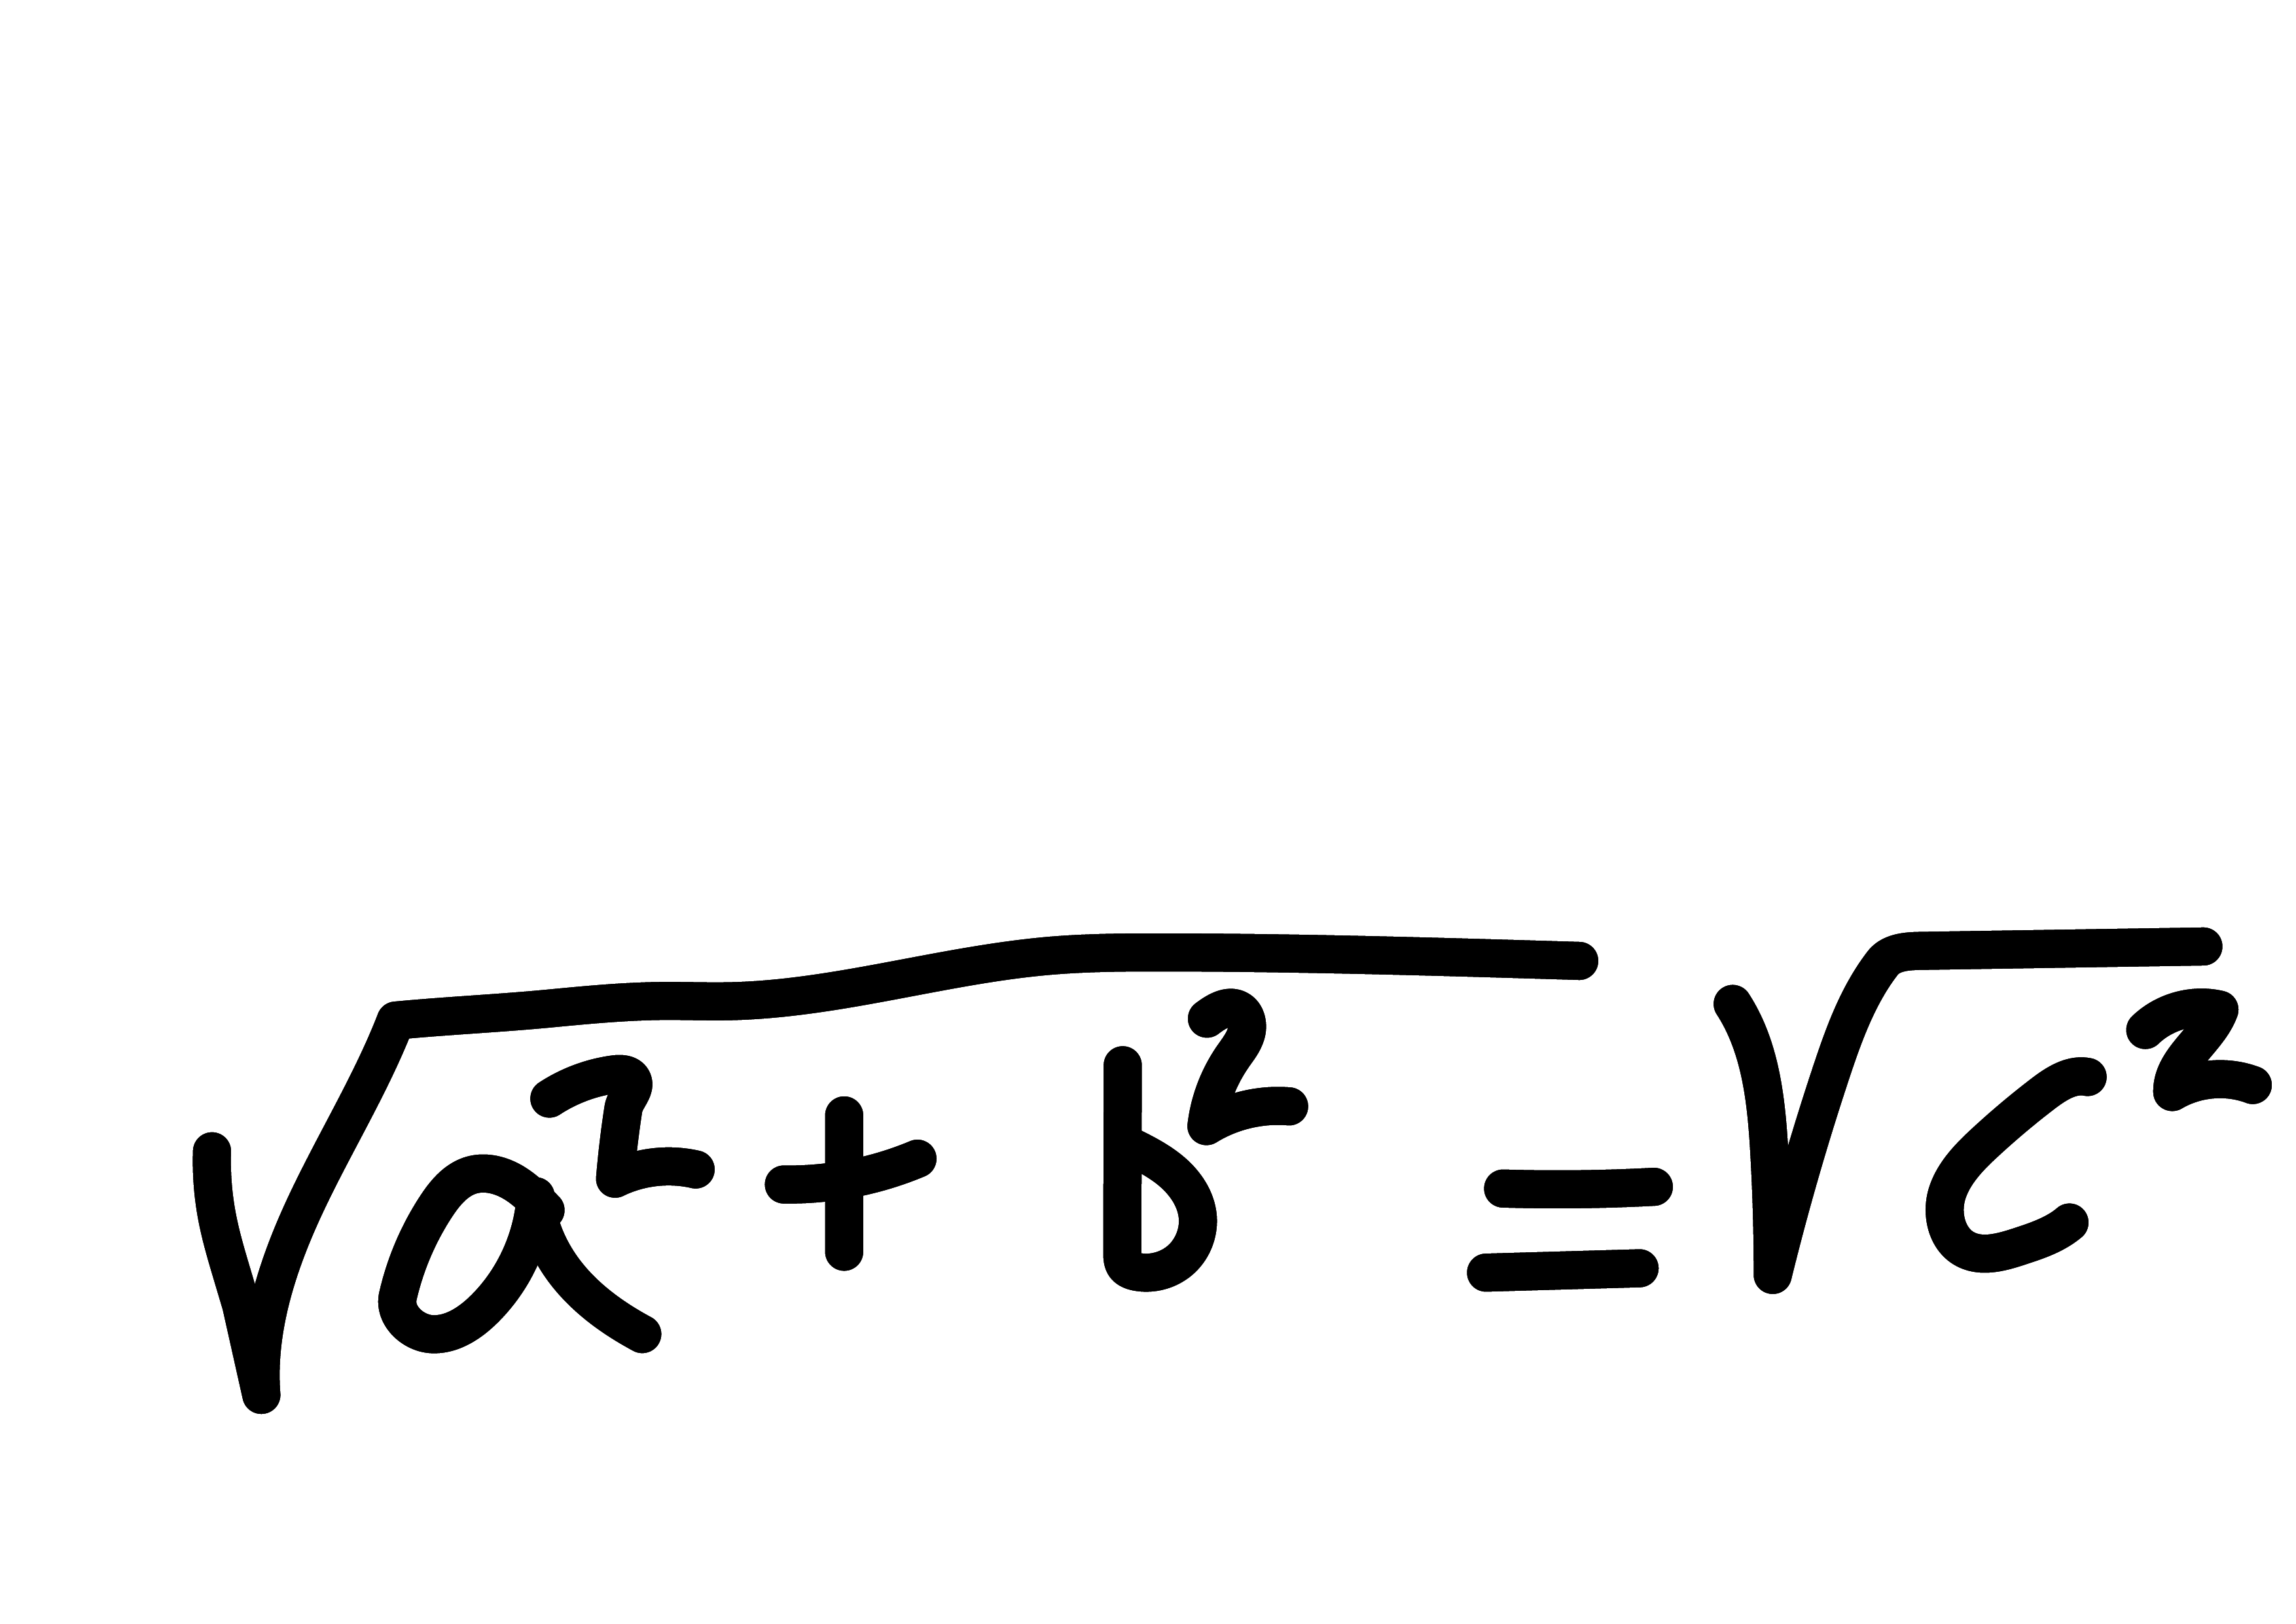 √(a² + b²) = √(c²)